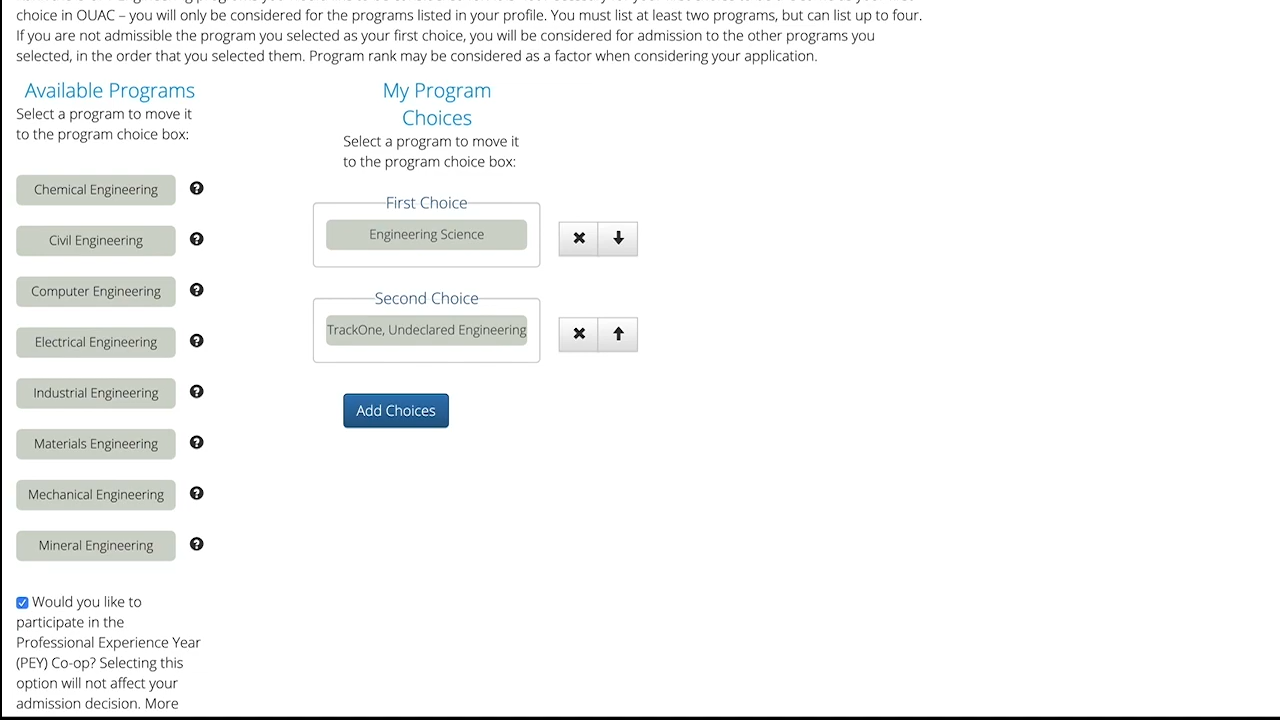 choice in OUAC – you will only be considered for the programs listed in your profile. You must list at least two programs, but can list up to four.
If you are not admissible the program you selected as your first choice, you will be considered for admission to the other programs you
selected, in the order that you selected them. Program rank may be considered as a factor when considering your application.
Available Programs
Select a program to move it
to the program choice box:
Chemical Engineering
Civil Engineering
Computer Engineering
Electrical Engineering
Industrial Engineering
Materials Engineering
Mechanical Engineering
Mineral Engineering
Would you like to
participate in the
Professional Experience Year
(PEY) Co-op? Selecting this
option will not affect your
admission decision. More
My Program
Choices
Select a program to move it
to the program choice box:
First Choice
Engineering Science
Second Choice
TrackOne, Undeclared Engineering
Add Choices